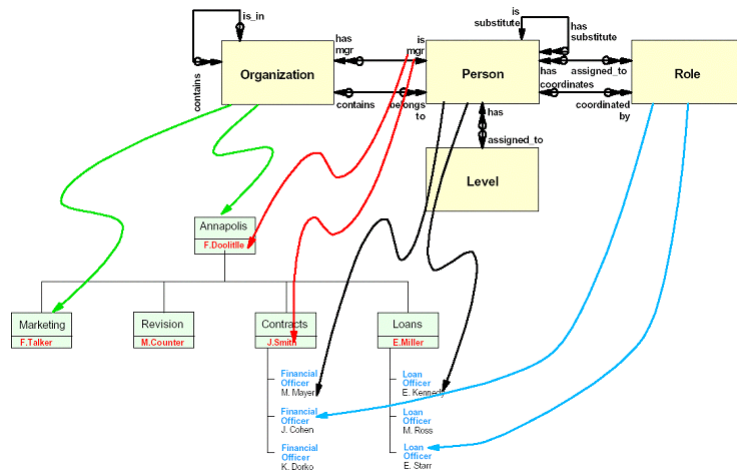 is_in
contains
Organization
has
mgr
is
mgr
contains
belongs
to
is
substitute
has
substitute
Person
has
coordinates
assigned_to
coordinated
by
Role
has
assigned_to
Level
Annapolis
F.Doolitlle
Marketing
F.Talker
Revision
M.Counter
Contracts
J.Smith
Loans
E.Miller
Financial
Officer
M. Mayer
Financial
Officer
J. Cohen
Financial
Officer
K. Dorko
Loan
Officer
E. Kennedy
Loan
Officer
M. Ross
Loan
Officer
E. Starr